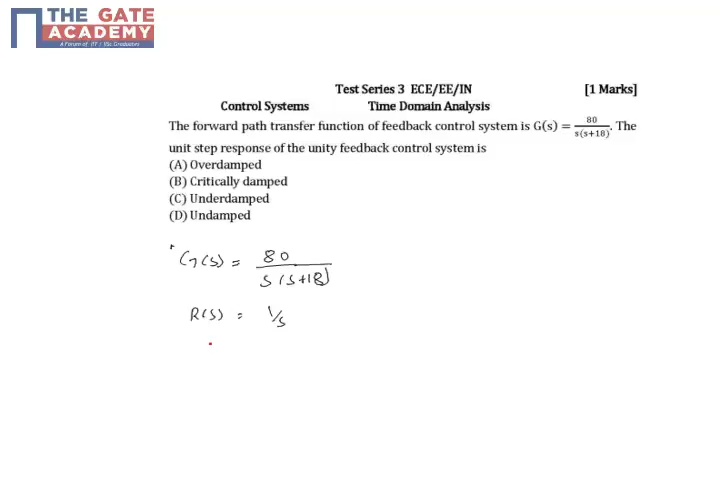 THE GATE
ACADEMY
A Forum of IIT / IISc Graduates
Test Series 3 ECE/EE/IN [1 Marks]
Control Systems Time Domain Analysis
The forward path transfer function of feedback control system is G(s) = 80/s(s+18). The
unit step response of the unity feedback control system is
(A) Overdamped
(B) Critically damped
(C) Underdamped
(D) Undamped
G(s) = 80/s(s+18)
R(s) = 1/s